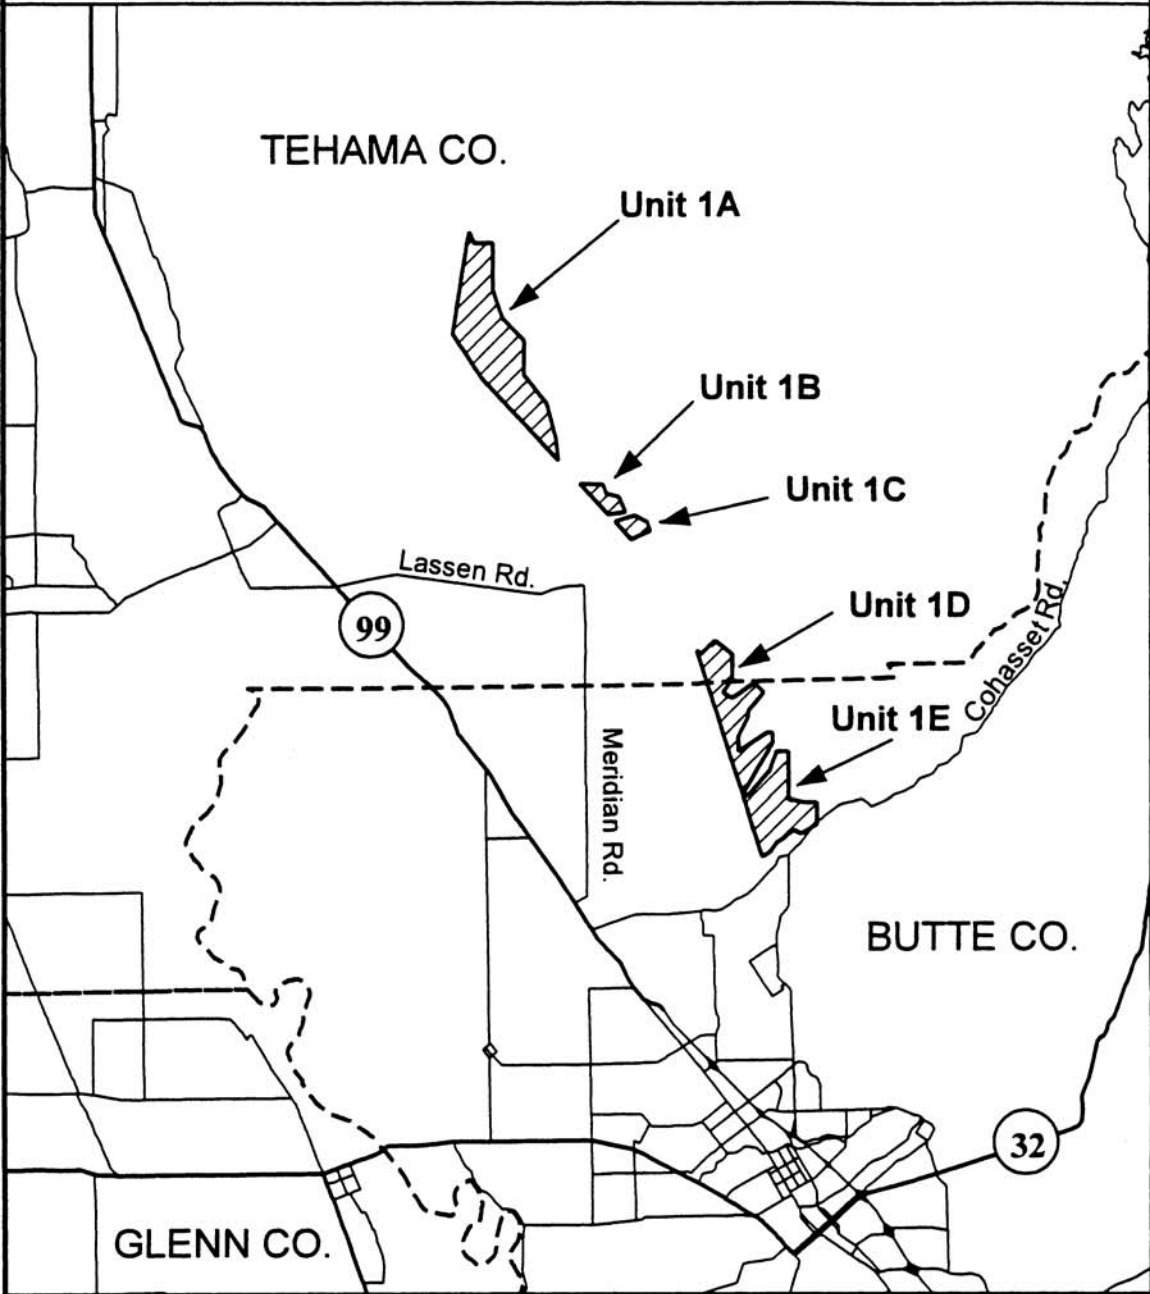 TEHAMA CO.
Unit 1A
Unit 1B
Unit 1C
Lassen Rd.
Unit 1D
99
Cohasset Rd.
Unit 1E
Meridian Rd.
BUTTE CO.
32
GLENN CO.